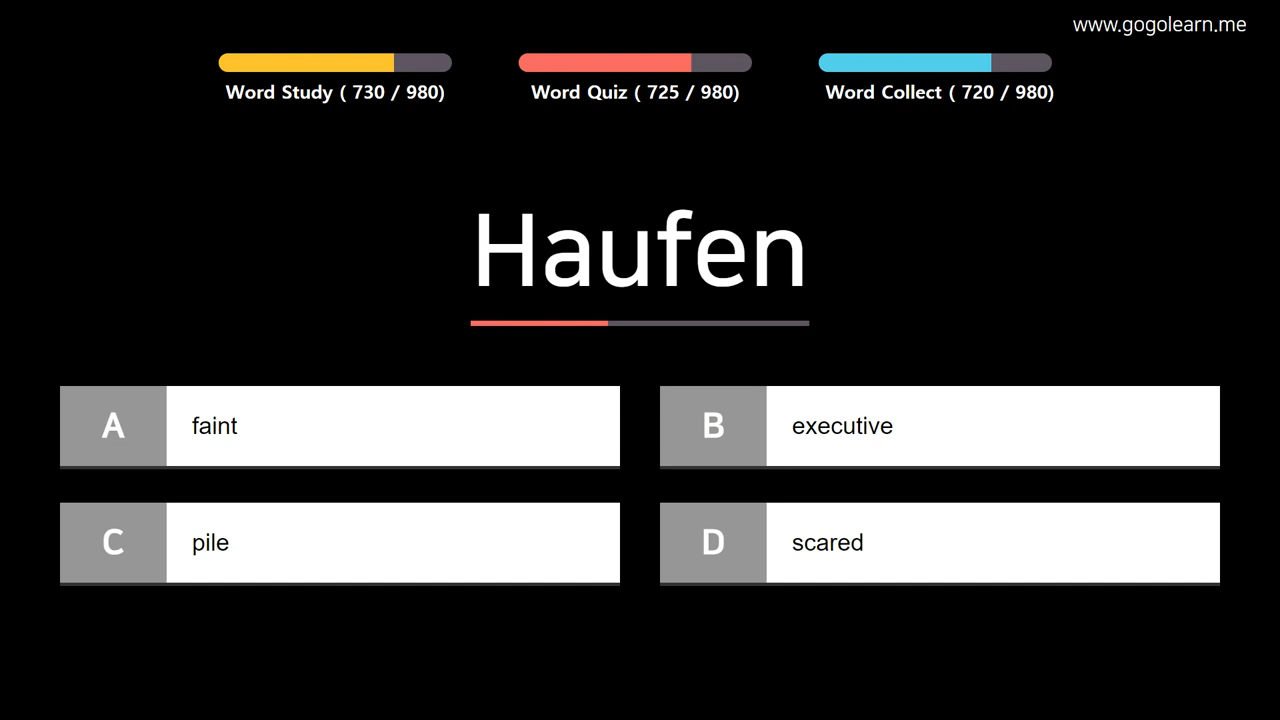 www.gogolearn.me
Word Study ( 730 / 980)
Word Quiz ( 725 / 980)
Word Collect ( 720 / 980)
Haufen
A faint
B executive
C pile
D scared